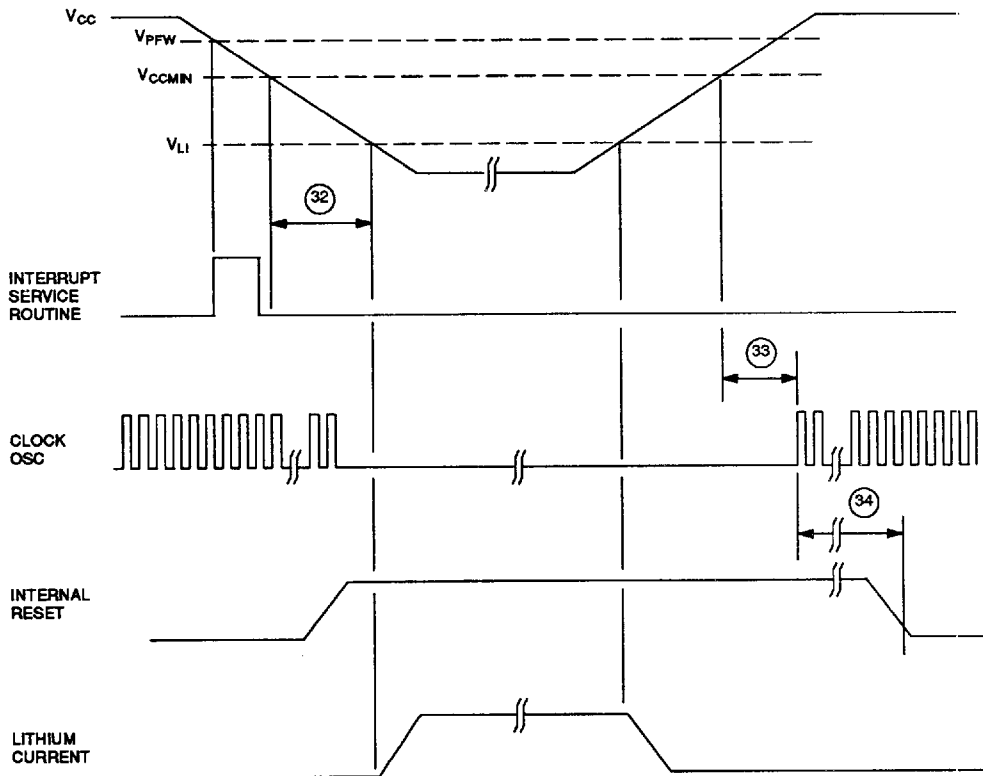 VCC
VPFW
VCCMIN
VLI
32
INTERRUPT
SERVICE
ROUTINE
33
CLOCK
OSC
34
INTERNAL
RESET
LITHIUM
CURRENT